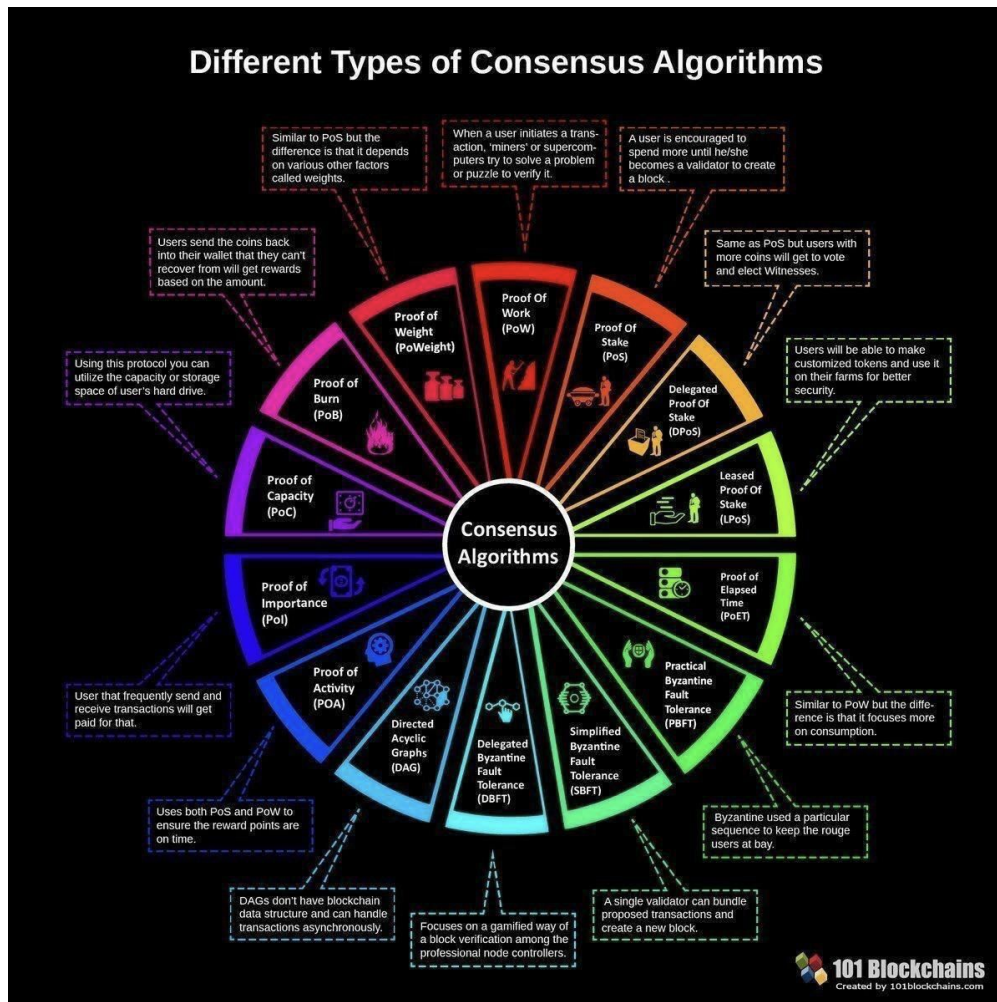 Different Types of Consensus Algorithms
Similar to PoS but the
difference is that it depends
on various other factors
called weights.
When a user initiates a trans-
action, 'miners' or supercom-
puters try to solve a problem
or puzzle to verify it.
A user is encouraged to
spend more until he/she
becomes a validator to create
a block .
Users send the coins back
into their wallet that they can't
recover from will get rewards
based on the amount.
Same as PoS but users with
more coins will get to vote
and elect Witnesses.
Using this protocol you can
utilize the capacity or storage
space of user's hard drive.
Users will be able to make
customized tokens and use it
on their farms for better
security.
Proof of
Weight
(PoWeight)
Proof Of
Work
(PoW)
Proof Of
Stake
(PoS)
Proof of
Burn
(PoB)
Delegated
Proof Of
Stake
(DPoS)
Proof of
Capacity
(PoC)
Leased
Proof Of
Stake
(LPoS)
Consensus
Algorithms
Proof of
Importance
(PoI)
Proof of
Elapsed
Time
(PoET)
Proof of
Activity
(POA)
Practical
Byzantine
Fault
Tolerance
(PBFT)
Directed
Acyclic
Graphs
(DAG)
Delegated
Byzantine
Fault
Tolerance
(DBFT)
Simplified
Byzantine
Fault
Tolerance
(SBFT)
User that frequently send and
receive transactions will get
paid for that.
Similar to PoW but the diffe-
rence is that it focuses more
on consumption.
Uses both PoS and PoW to
ensure the reward points are
on time.
Byzantine used a particular
sequence to keep the rouge
users at bay.
DAGs don't have blockchain
data structure and can handle
transactions asynchronously.
Focuses on a gamified way of
a block verification among the
professional node controllers.
A single validator can bundle
proposed transactions and
create a new block.
101 Blockchains
Created by 101blockchains.com